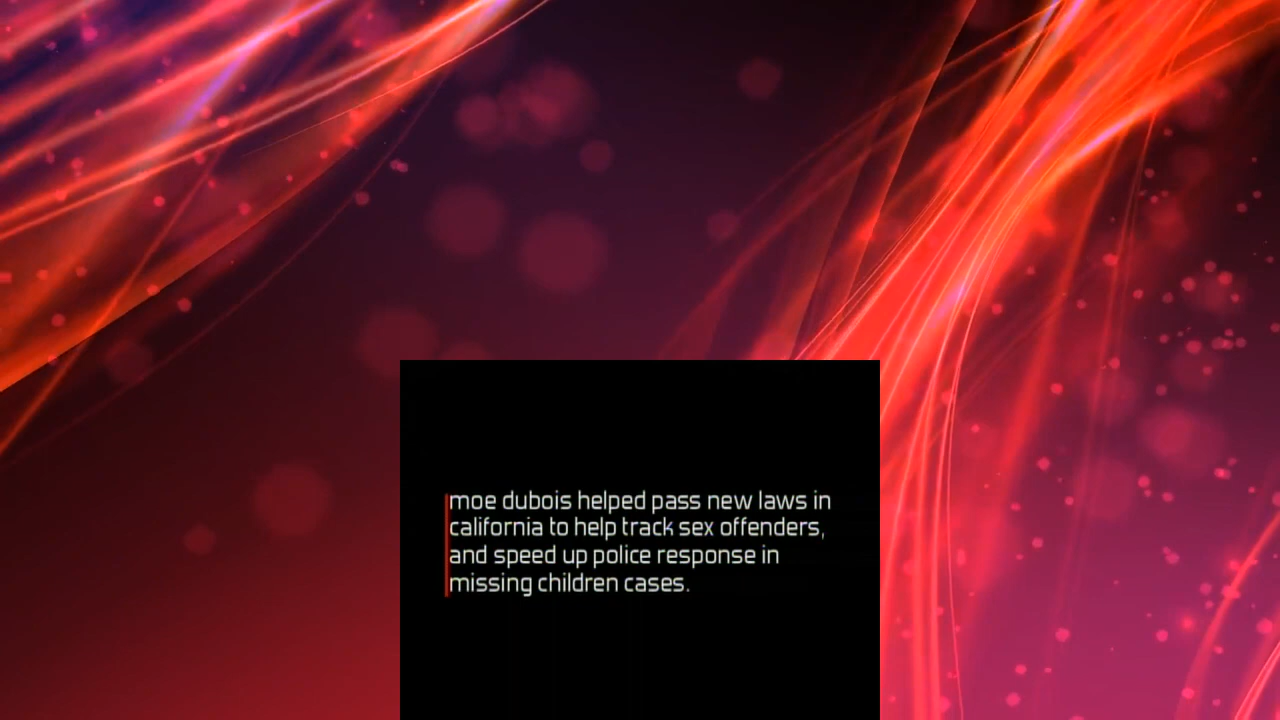 moe dubois helped pass new laws in
california to help track sex offenders,
and speed up police response in
missing children cases.